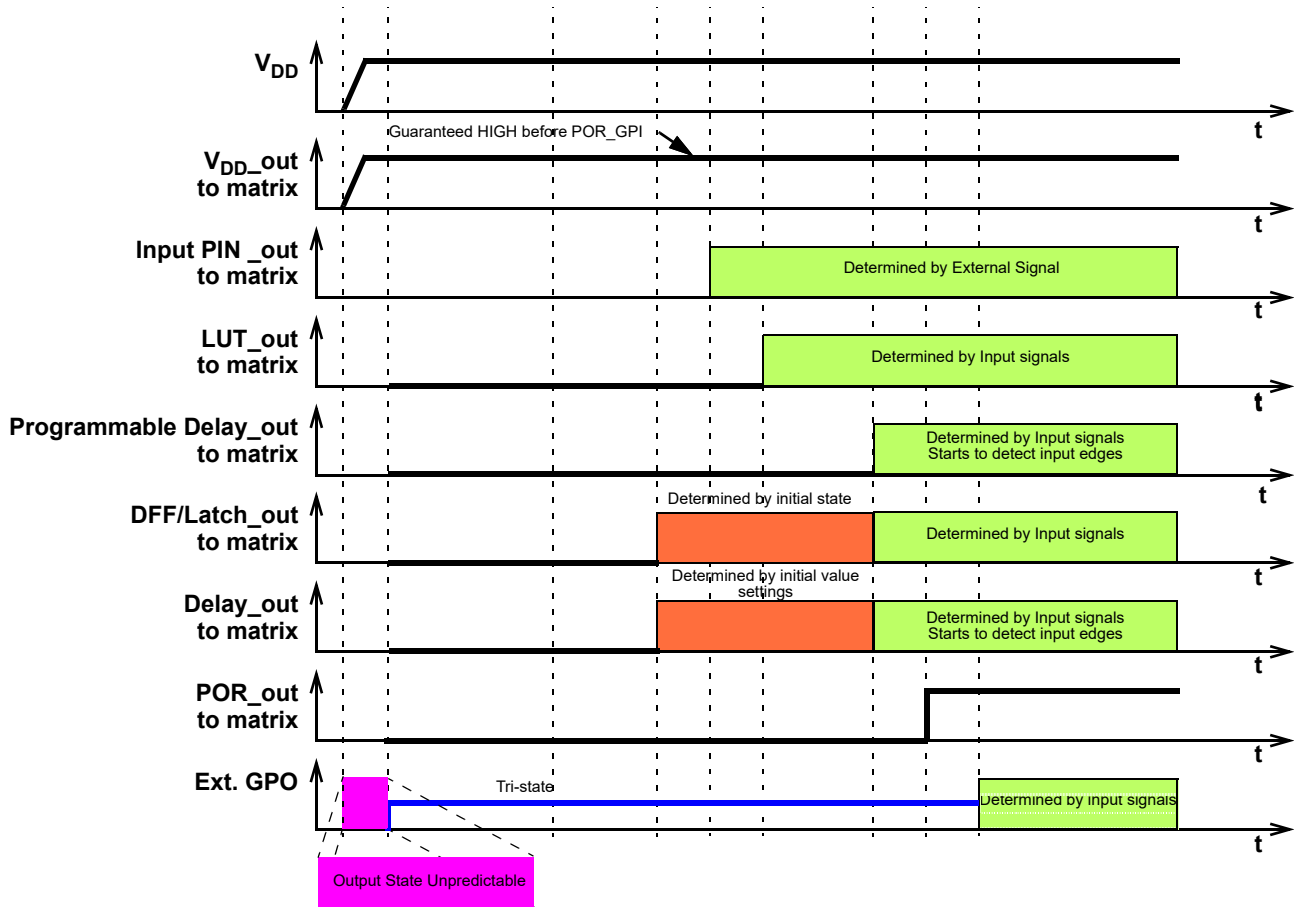 VDD
t
Guaranteed HIGH before POR_GPI
VDD_out
to matrix
t
Input PIN _out
to matrix
Determined by External Signal
t
LUT_out
to matrix
Determined by Input signals
t
Programmable Delay_out
to matrix
Determined by Input signals
Starts to detect input edges
t
Determined by initial state
DFF/Latch_out
to matrix
Determined by Input signals
t
Determined by initial value
settings
Delay_out
to matrix
Determined by Input signals
Starts to detect input edges
t
POR_out
to matrix
t
Ext. GPO
Tri-state
Determined by input signals
t
Output State Unpredictable